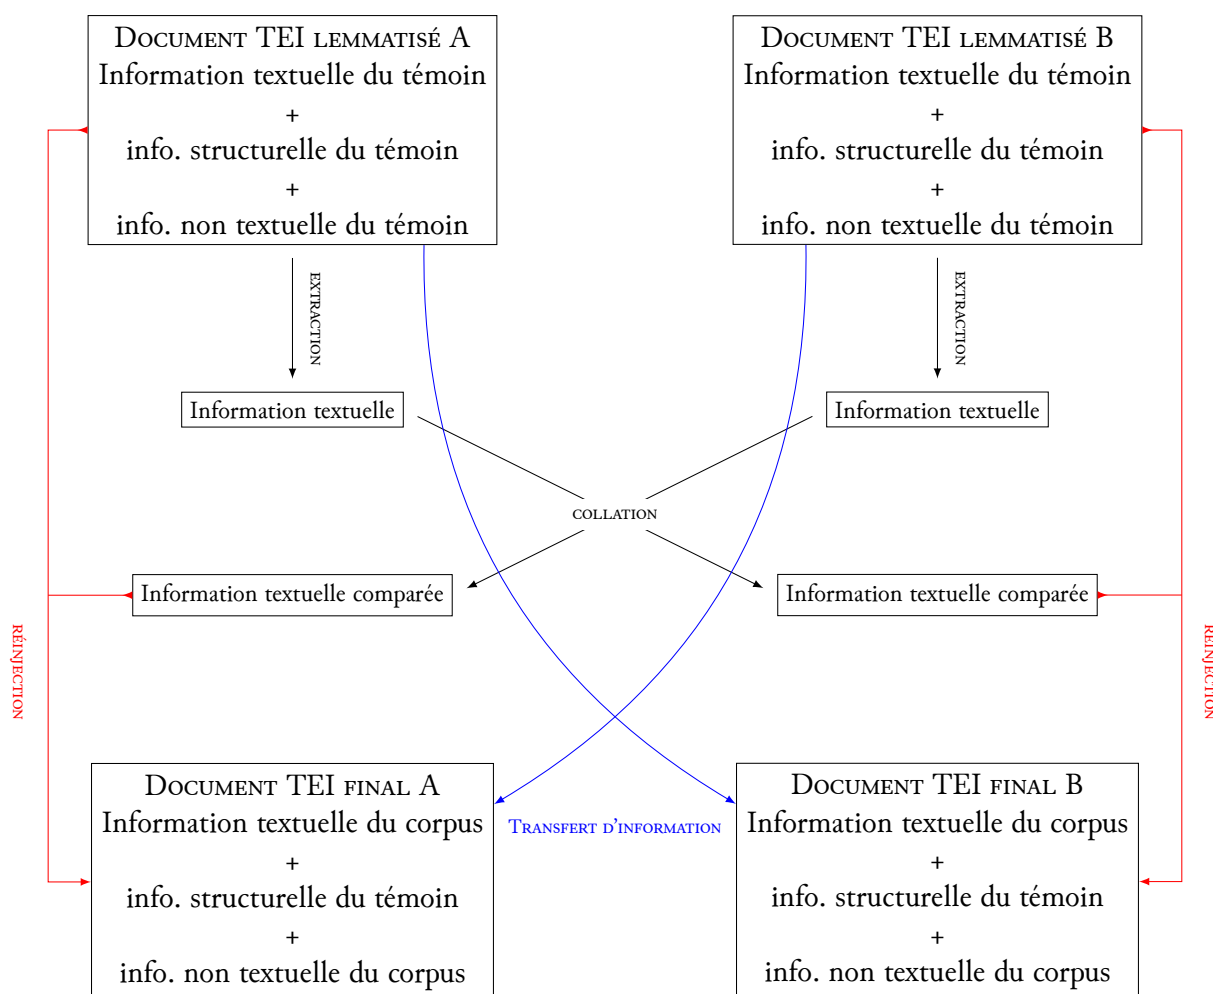 DOCUMENT TEI LEMMATISÉ A
Information textuelle du témoin
+
info. structurelle du témoin
+
info. non textuelle du témoin
DOCUMENT TEI LEMMATISÉ B
Information textuelle du témoin
+
info. structurelle du témoin
+
info. non textuelle du témoin
EXTRACTION
EXTRACTION
Information textuelle
Information textuelle
COLLATION
Information textuelle comparée
Information textuelle comparée
RÉINJECTION
RÉINJECTION
DOCUMENT TEI FINAL A
Information textuelle du corpus
+
info. structurelle du témoin
+
info. non textuelle du corpus
TRANSFERT D'INFORMATION
DOCUMENT TEI FINAL B
Information textuelle du corpus
+
info. structurelle du témoin
+
info. non textuelle du corpus